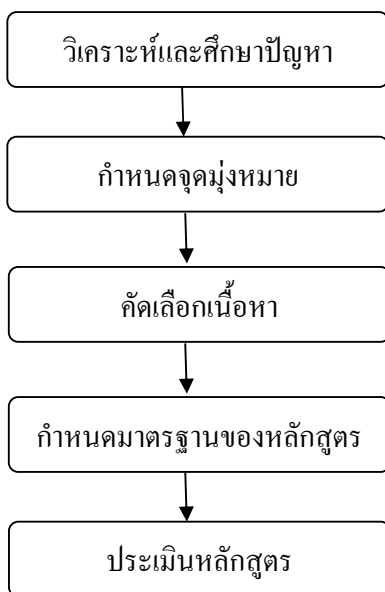 วิเคราะห์และศึกษาปัญหา
กำหนดจุดมุ่งหมาย
คัดเลือกเนื้อหา
กำหนดมาตรฐานของหลักสูตร
ประเมินหลักสูตร